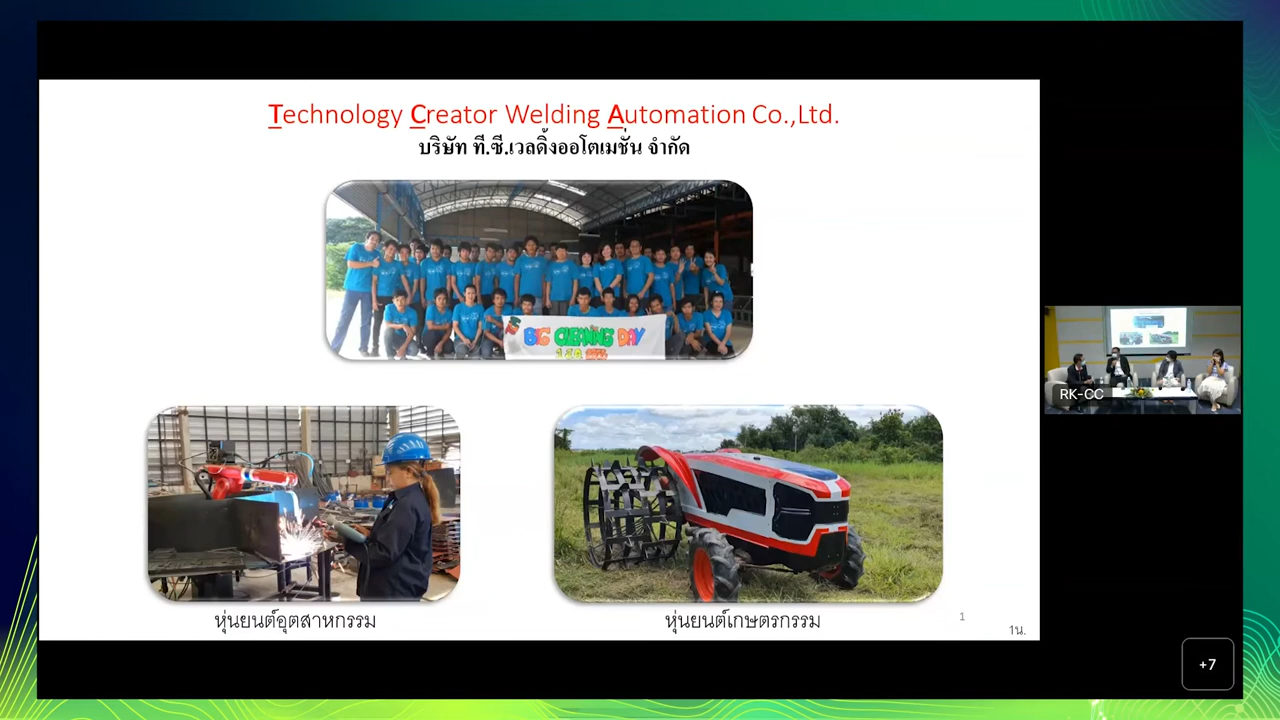 Technology Creator Welding Automation Co.,Ltd.
บริษัท ที.ซี.เวลดิ้งออโตเมชั่น จำกัด
BIG CLEANING DAY
หุ่นยนต์อุตสาหกรรม
หุ่นยนต์เกษตรกรรม
1
1น.
RK-CC
+7